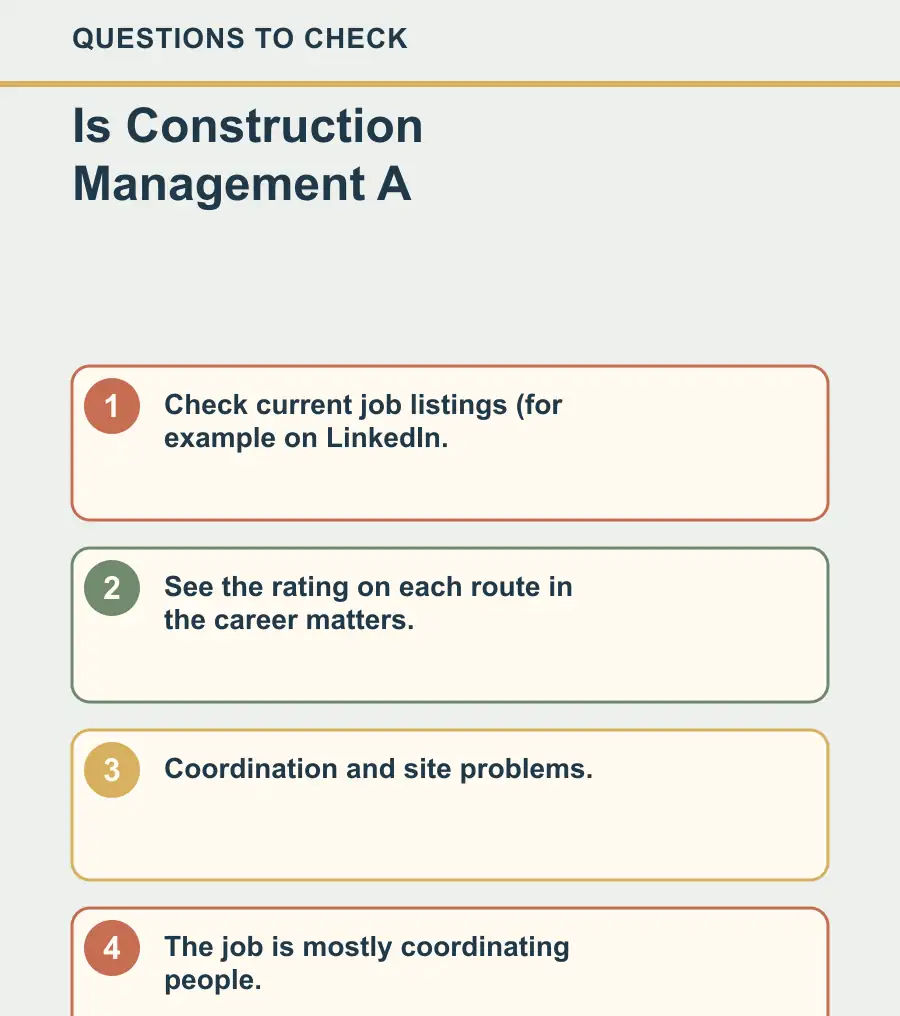 QUESTIONS TO CHECK
Is Construction
Management A
1
Check current job listings (for
example on LinkedIn.
2
See the rating on each route in
the career matters.
3
Coordination and site problems.
4
The job is mostly coordinating
people.